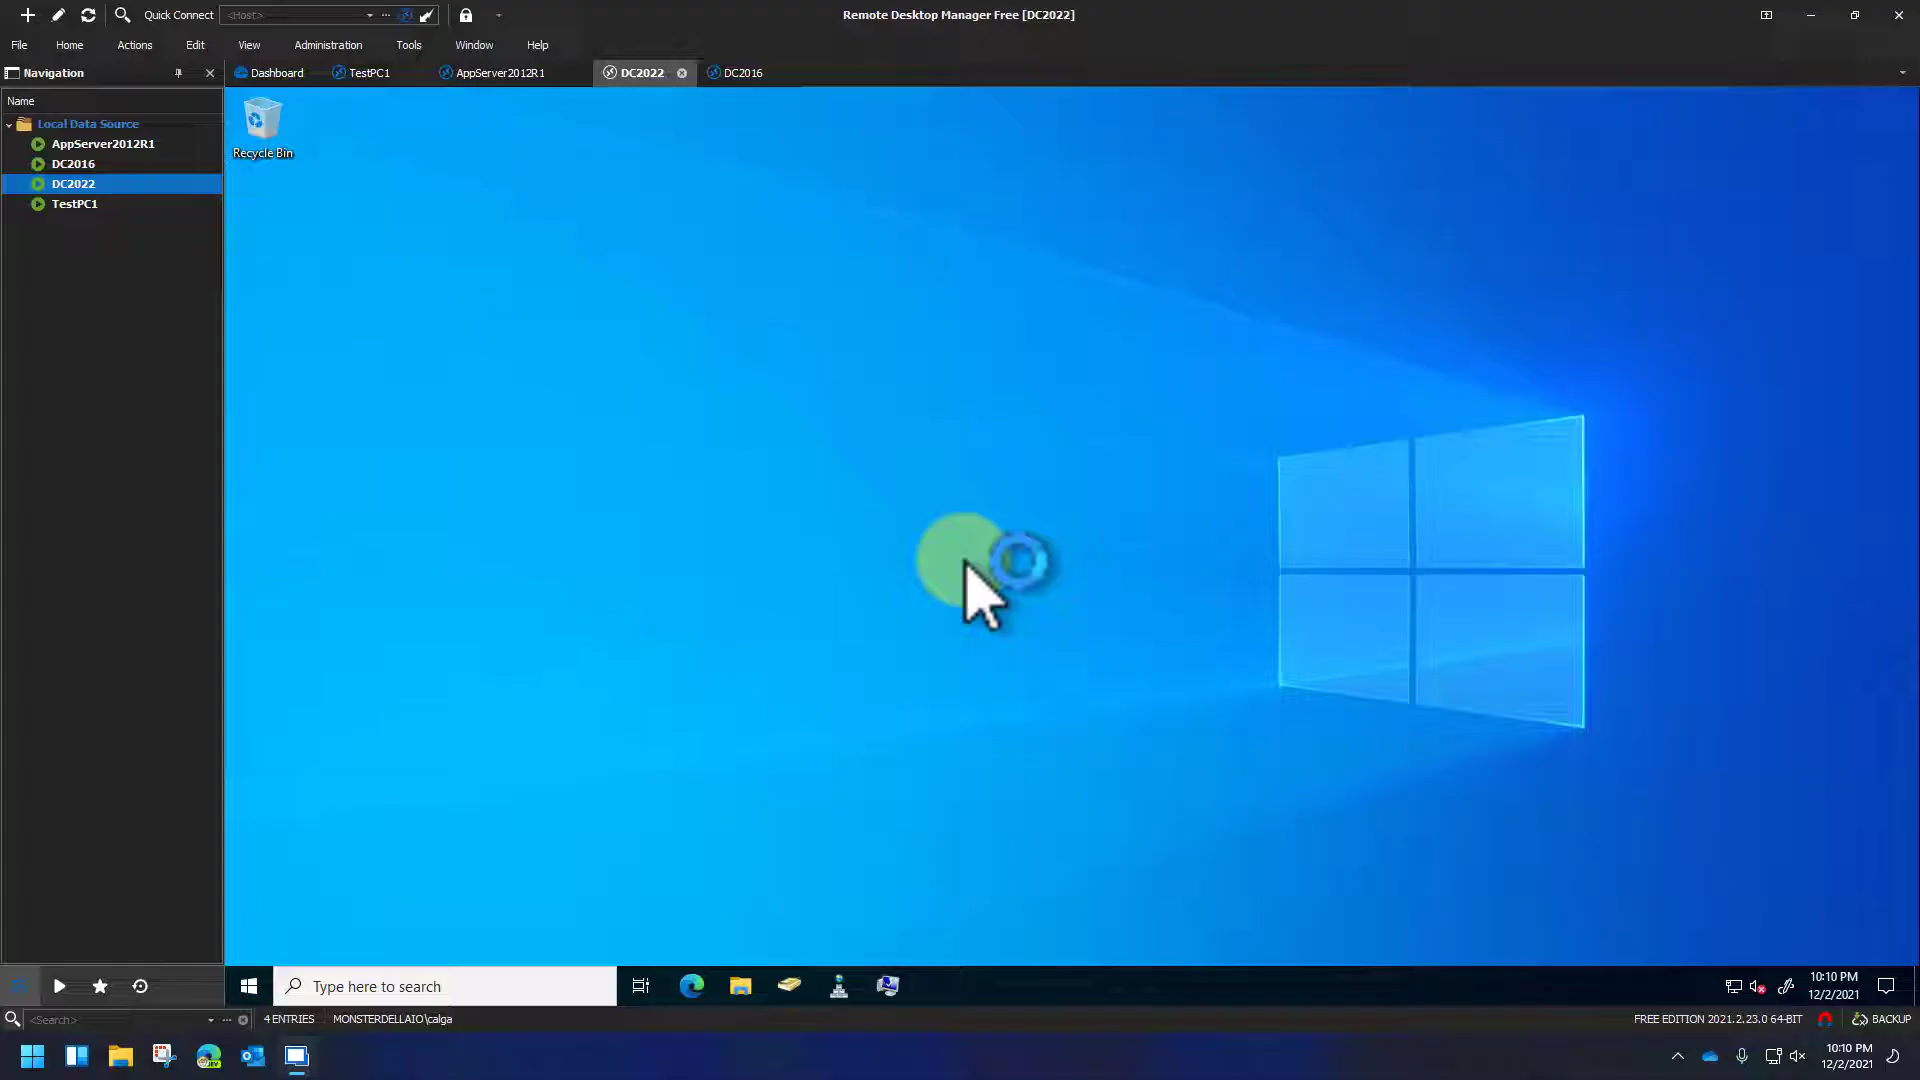 Quick Connect <Host> Remote Desktop Manager Free [DC2022]
File Home Actions Edit View Administration Tools Window Help
Navigation Dashboard TestPC1 AppServer2012R1 DC2022 DC2016
Name
Local Data Source
AppServer2012R1
DC2016
DC2022
TestPC1
Recycle Bin
Type here to search
10:10 PM
12/2/2021
<Search> 4 ENTRIES MONSTERDELLAIO\calga FREE EDITION 2021.2.23.0 64-BIT BACKUP
10:10 PM
12/2/2021